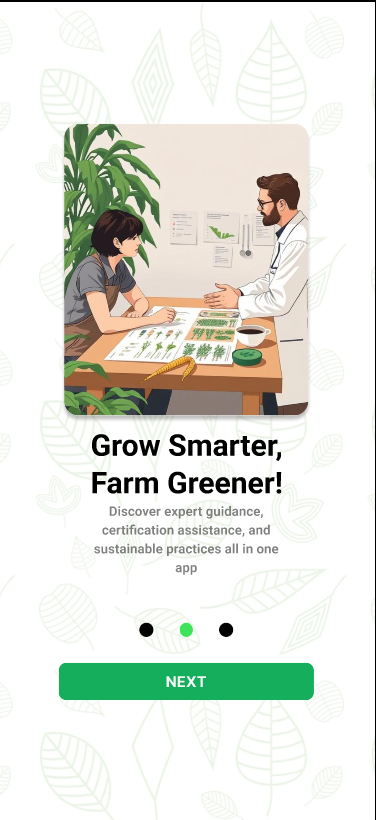 Grow Smarter,
Farm Greener!
Discover expert guidance,
certification assistance, and
sustainable practices all in one
app
NEXT